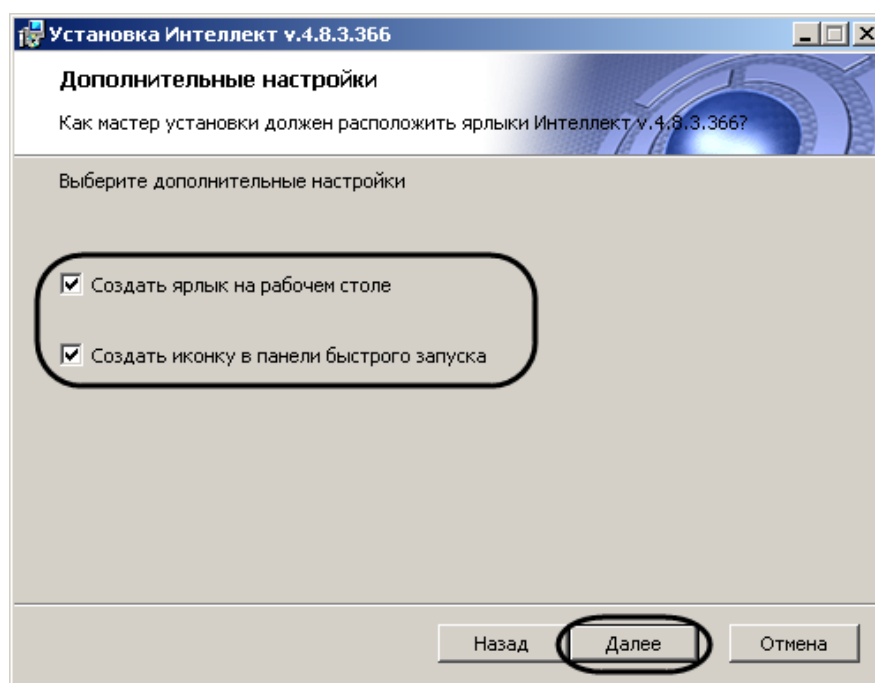 Установка Интеллект v.4.8.3.366
Дополнительные настройки
Как мастер установки должен расположить ярлыки Интеллект v.4.8.3.366?
Выберите дополнительные настройки
Создать ярлык на рабочем столе
Создать иконку в панели быстрого запуска
Назад
Далее
Отмена